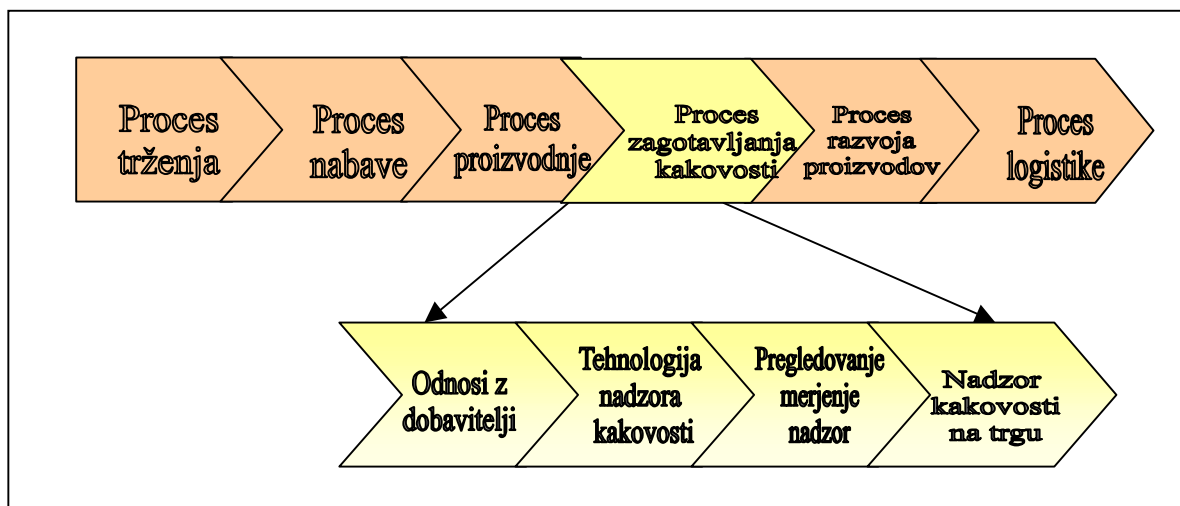 Proces
trženja
Proces
nabave
Proces
proizvodnje
Proces
zagotavljanja
kakovosti
Proces
razvoja
proizvodov
Proces
logistike
Odnosi z
dobavitelji
Tehnologija
nadzora
kakovosti
Pregledovanje
merjenje
nadzor
Nadzor
kakovosti
na trgu